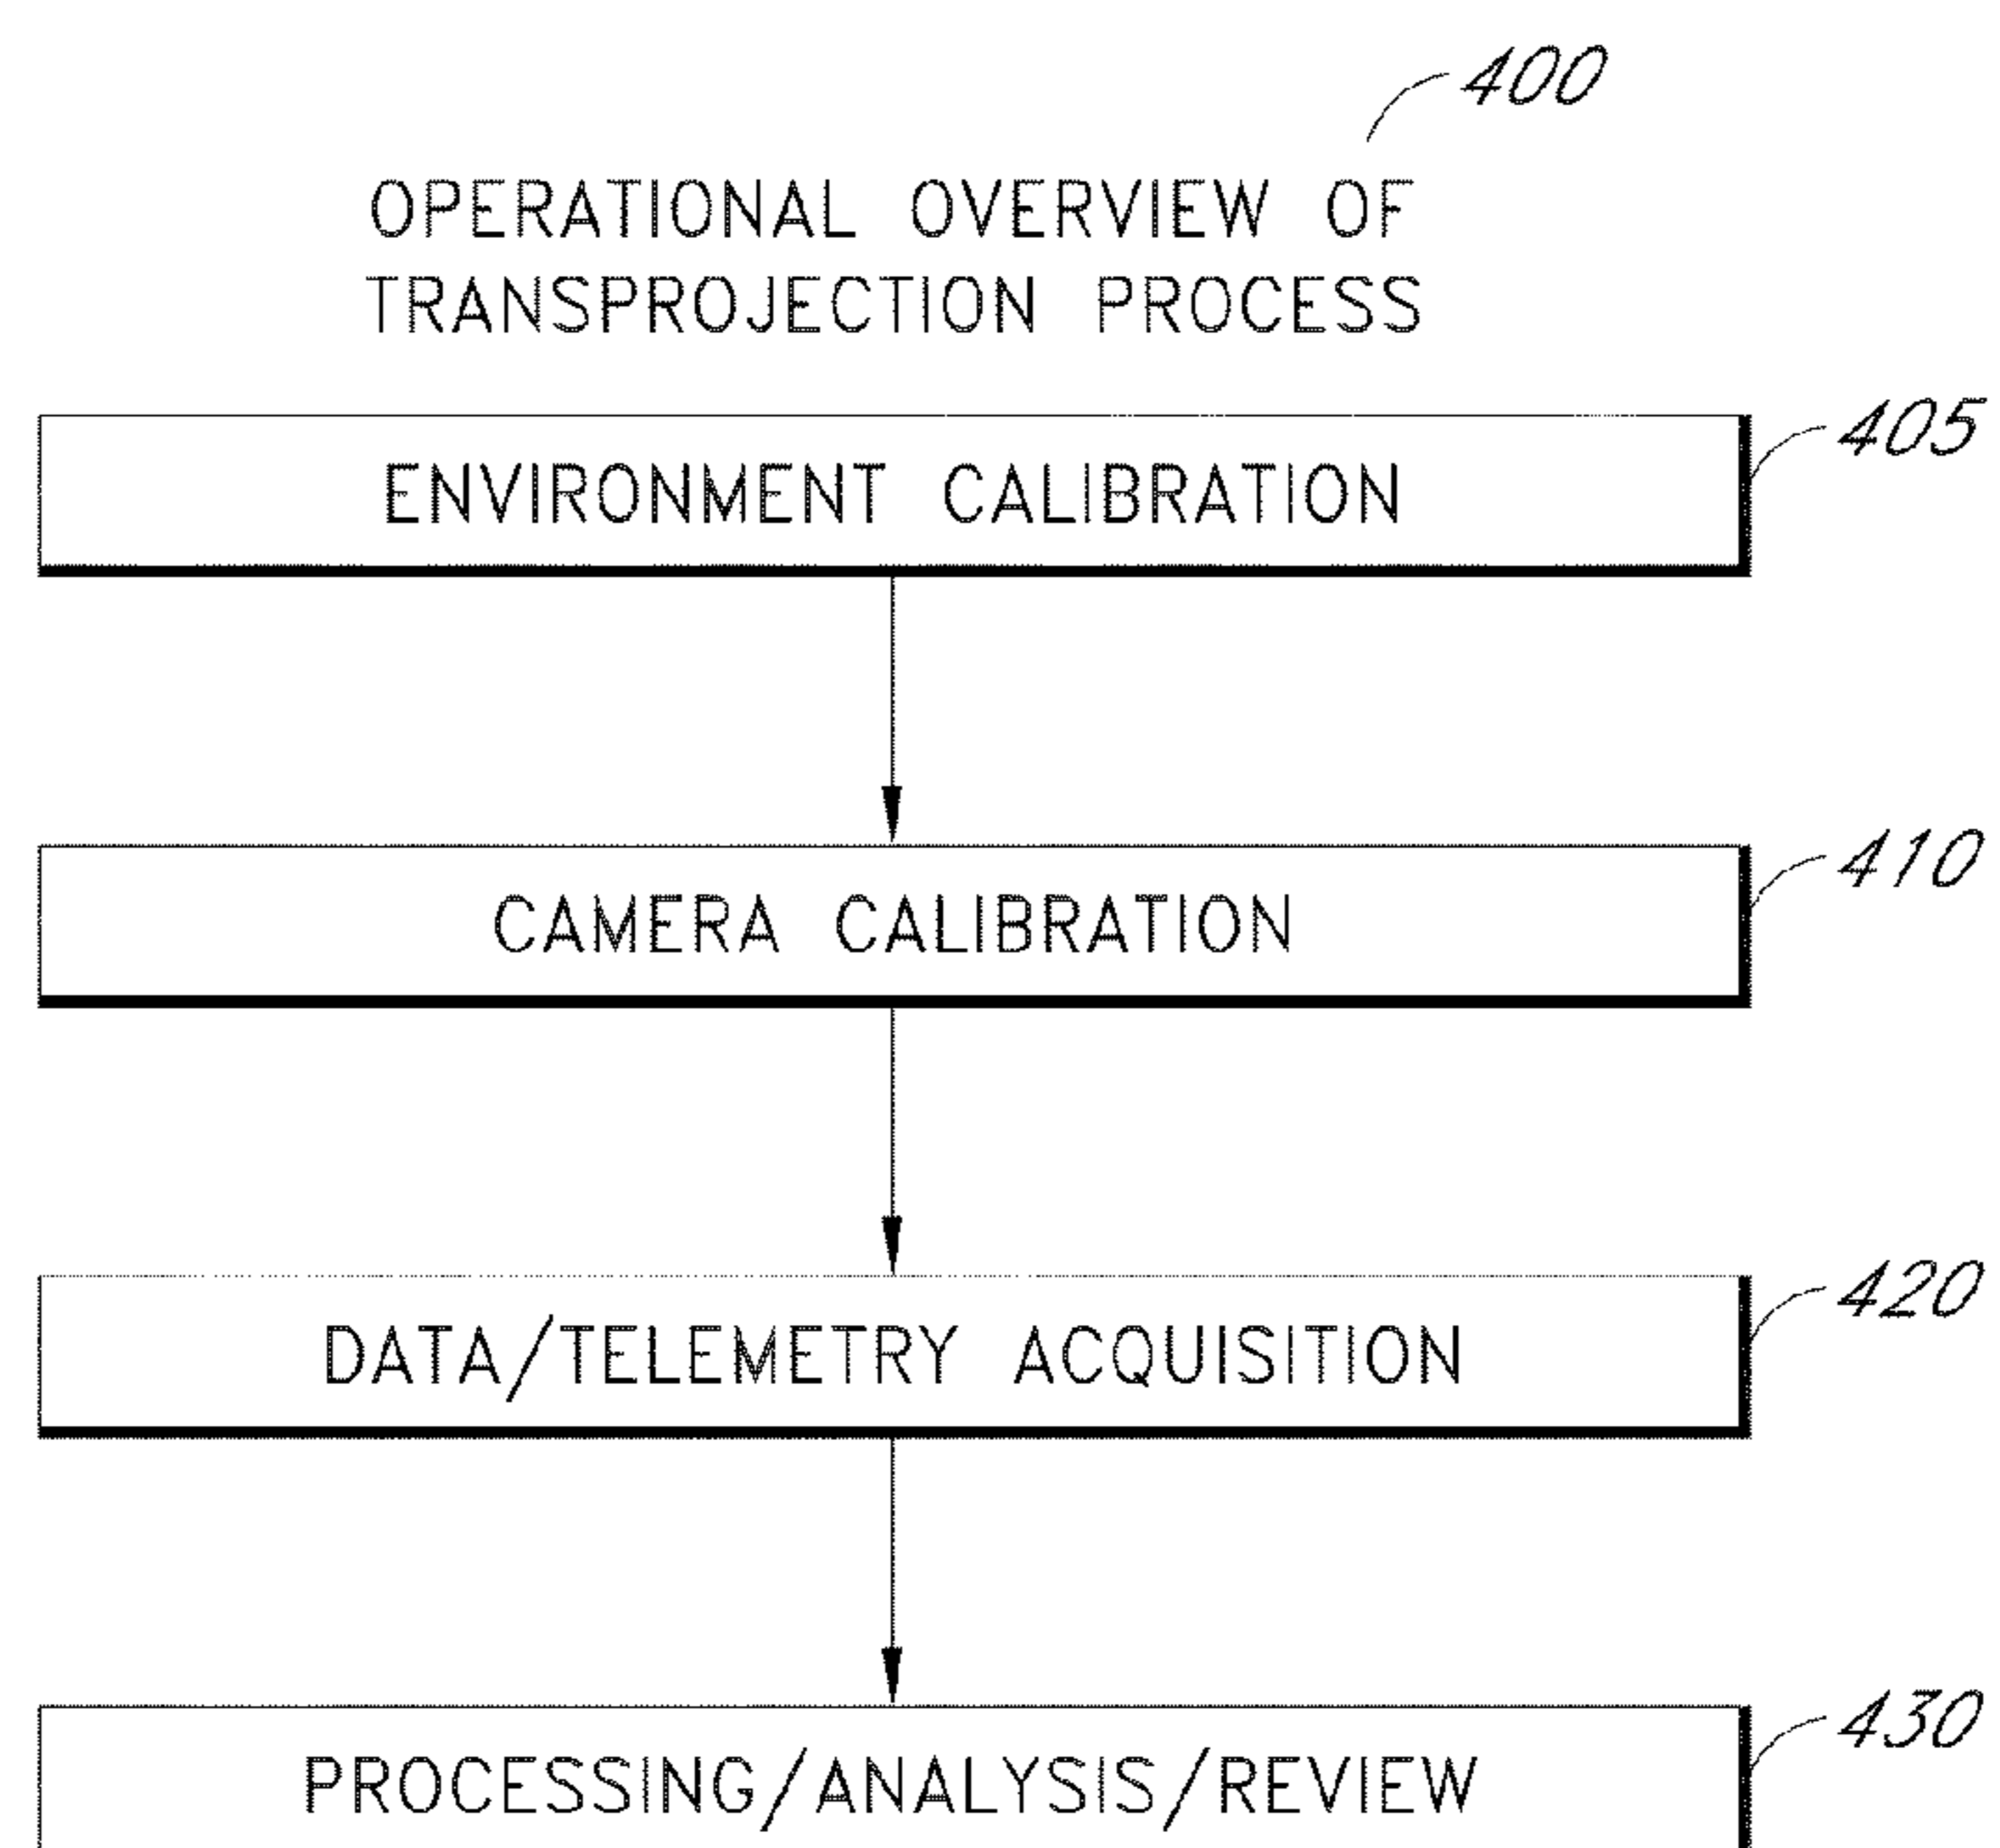 400
OPERATIONAL OVERVIEW OF
TRANSPROJECTION PROCESS
405
ENVIRONMENT CALIBRATION
410
CAMERA CALIBRATION
420
DATA/TELEMETRY ACQUISITION
430
PROCESSING/ANALYSIS/REVIEW